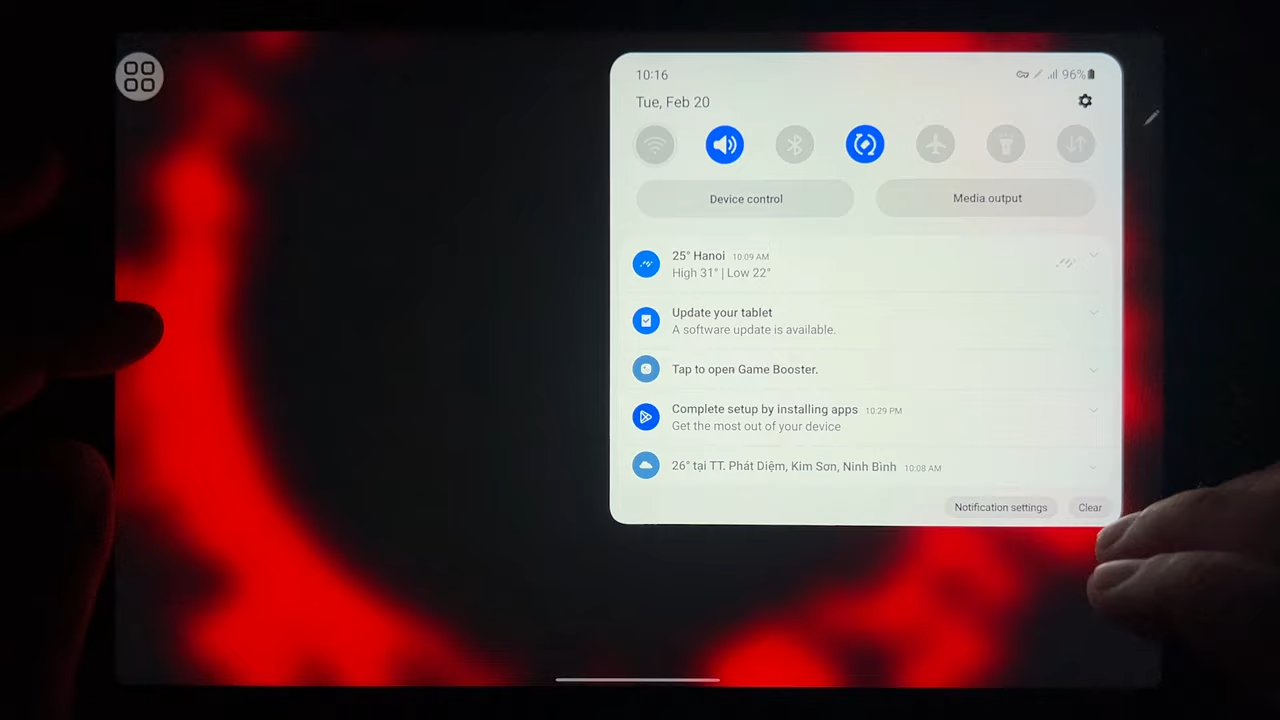 10:16
96%
Tue, Feb 20
Device control
Media output
25° Hanoi 10:09 AM
High 31° | Low 22°
Update your tablet
A software update is available.
Tap to open Game Booster.
Complete setup by installing apps 10:29 PM
Get the most out of your device
26° tại TT. Phát Diệm, Kim Sơn, Ninh Bình 10:08 AM
Notification settings
Clear